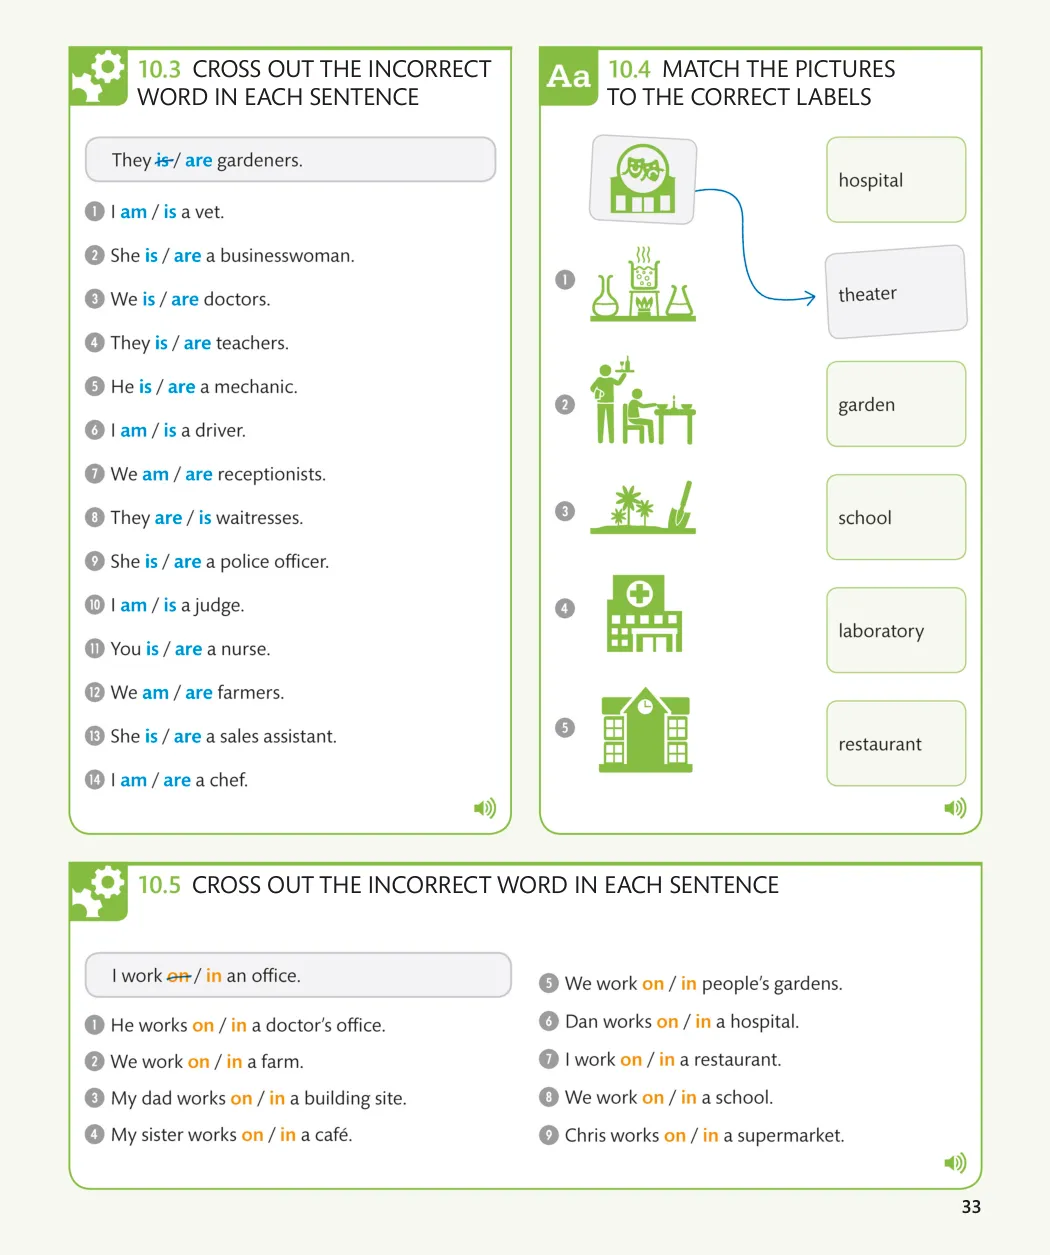 10.3 CROSS OUT THE INCORRECT
WORD IN EACH SENTENCE
They is / are gardeners.
1 I am / is a vet.
2 She is / are a businesswoman.
3 We is / are doctors.
4 They is / are teachers.
5 He is / are a mechanic.
6 I am / is a driver.
7 We am / are receptionists.
8 They are / is waitresses.
9 She is / are a police officer.
10 I am / is a judge.
11 You is / are a nurse.
12 We am / are farmers.
13 She is / are a sales assistant.
14 I am / are a chef.
Aa 10.4 MATCH THE PICTURES
TO THE CORRECT LABELS
hospital
1
theater
2
garden
3
school
4
laboratory
5
restaurant
10.5 CROSS OUT THE INCORRECT WORD IN EACH SENTENCE
I work on / in an office.
1 He works on / in a doctor's office.
2 We work on / in a farm.
3 My dad works on / in a building site.
4 My sister works on / in a café.
5 We work on / in people's gardens.
6 Dan works on / in a hospital.
7 I work on / in a restaurant.
8 We work on / in a school.
9 Chris works on / in a supermarket.
33